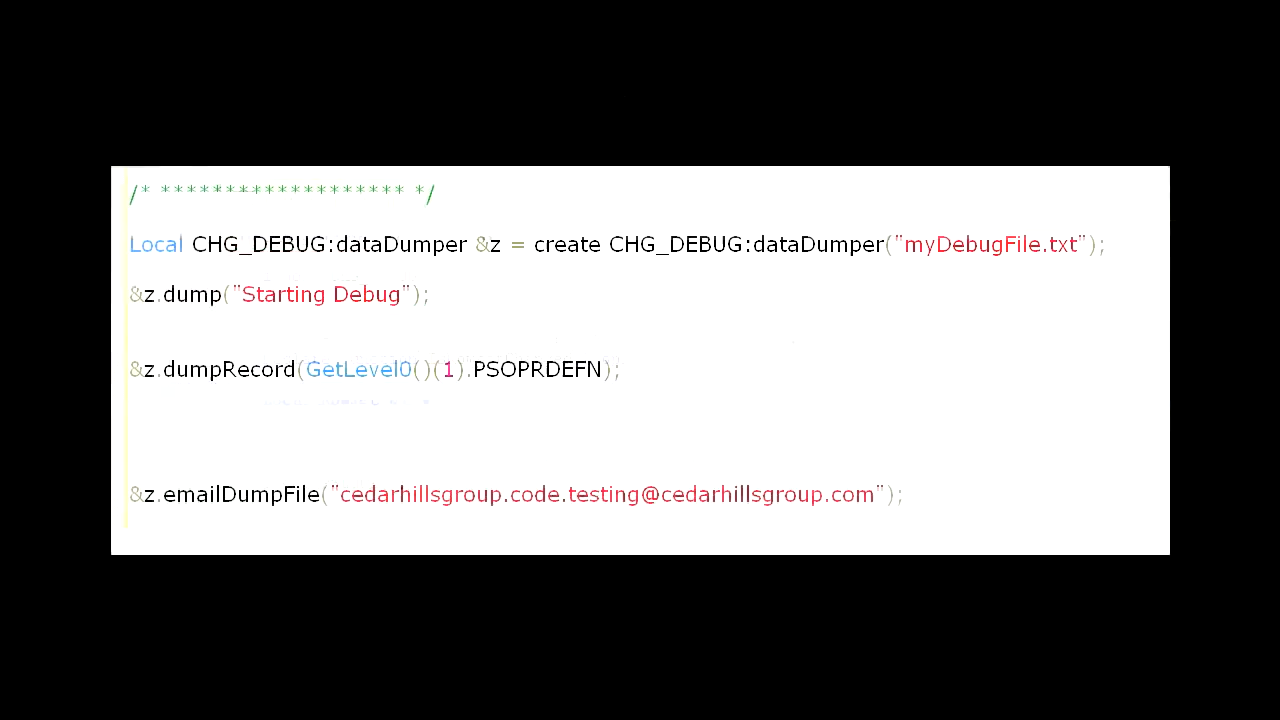 /* ******************* */
Local CHG_DEBUG:dataDumper &z = create CHG_DEBUG:dataDumper("myDebugFile.txt");
&z.dump("Starting Debug");
&z.dumpRecord(GetLevel0()(1).PSOPRDEFN);
&z.emailDumpFile("cedarhillsgroup.code.testing@cedarhillsgroup.com");